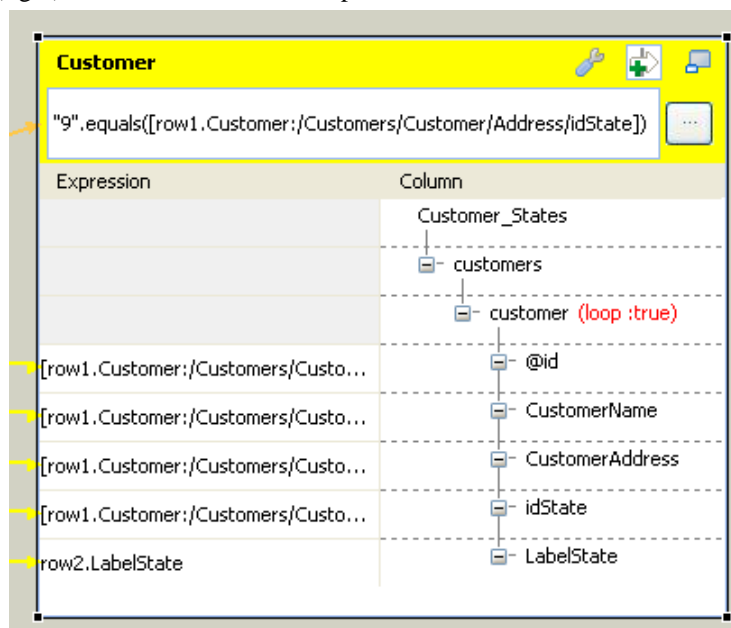 Customer
"9".equals([row1.Customer:/Customers/Customer/Address/idState])
...
Expression Column
Customer_States
customers
customer (loop :true)
[row1.Customer:/Customers/Custo... @id
[row1.Customer:/Customers/Custo... CustomerName
[row1.Customer:/Customers/Custo... CustomerAddress
[row1.Customer:/Customers/Custo... idState
row2.LabelState LabelState